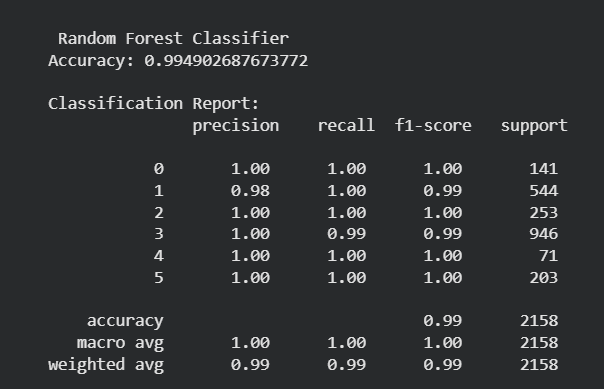 Random Forest Classifier
Accuracy: 0.994902687673772
Classification Report:
precision recall f1-score support
0 1.00 1.00 1.00 141
1 0.98 1.00 0.99 544
2 1.00 1.00 1.00 253
3 1.00 0.99 0.99 946
4 1.00 1.00 1.00 71
5 1.00 1.00 1.00 203
accuracy 0.99 2158
macro avg 1.00 1.00 1.00 2158
weighted avg 0.99 0.99 0.99 2158